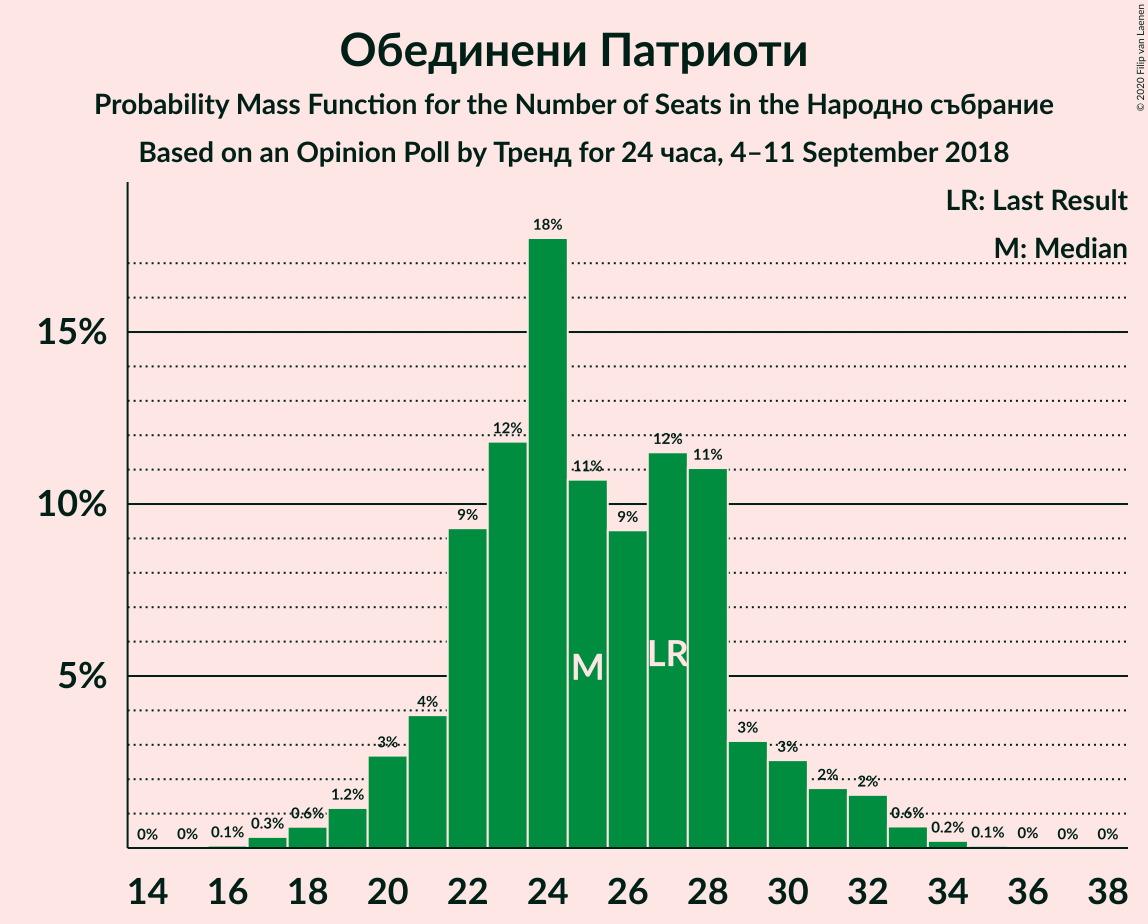 Обединени Патриоти
Probability Mass Function for the Number of Seats in the Народно събрание
Based on an Opinion Poll by Тренд for 24 часа, 4–11 September 2018
© 2020 Filip van Laenen
LR: Last Result
M: Median
15%
10%
5%
0% 0% 0.1% 0.3% 0.6% 1.2% 3% 4% 9% 12% 18% 11% 9% 12% 11% 3% 3% 2% 2% 0.6% 0.2% 0.1% 0% 0% 0%
M LR
14 16 18 20 22 24 26 28 30 32 34 36 38